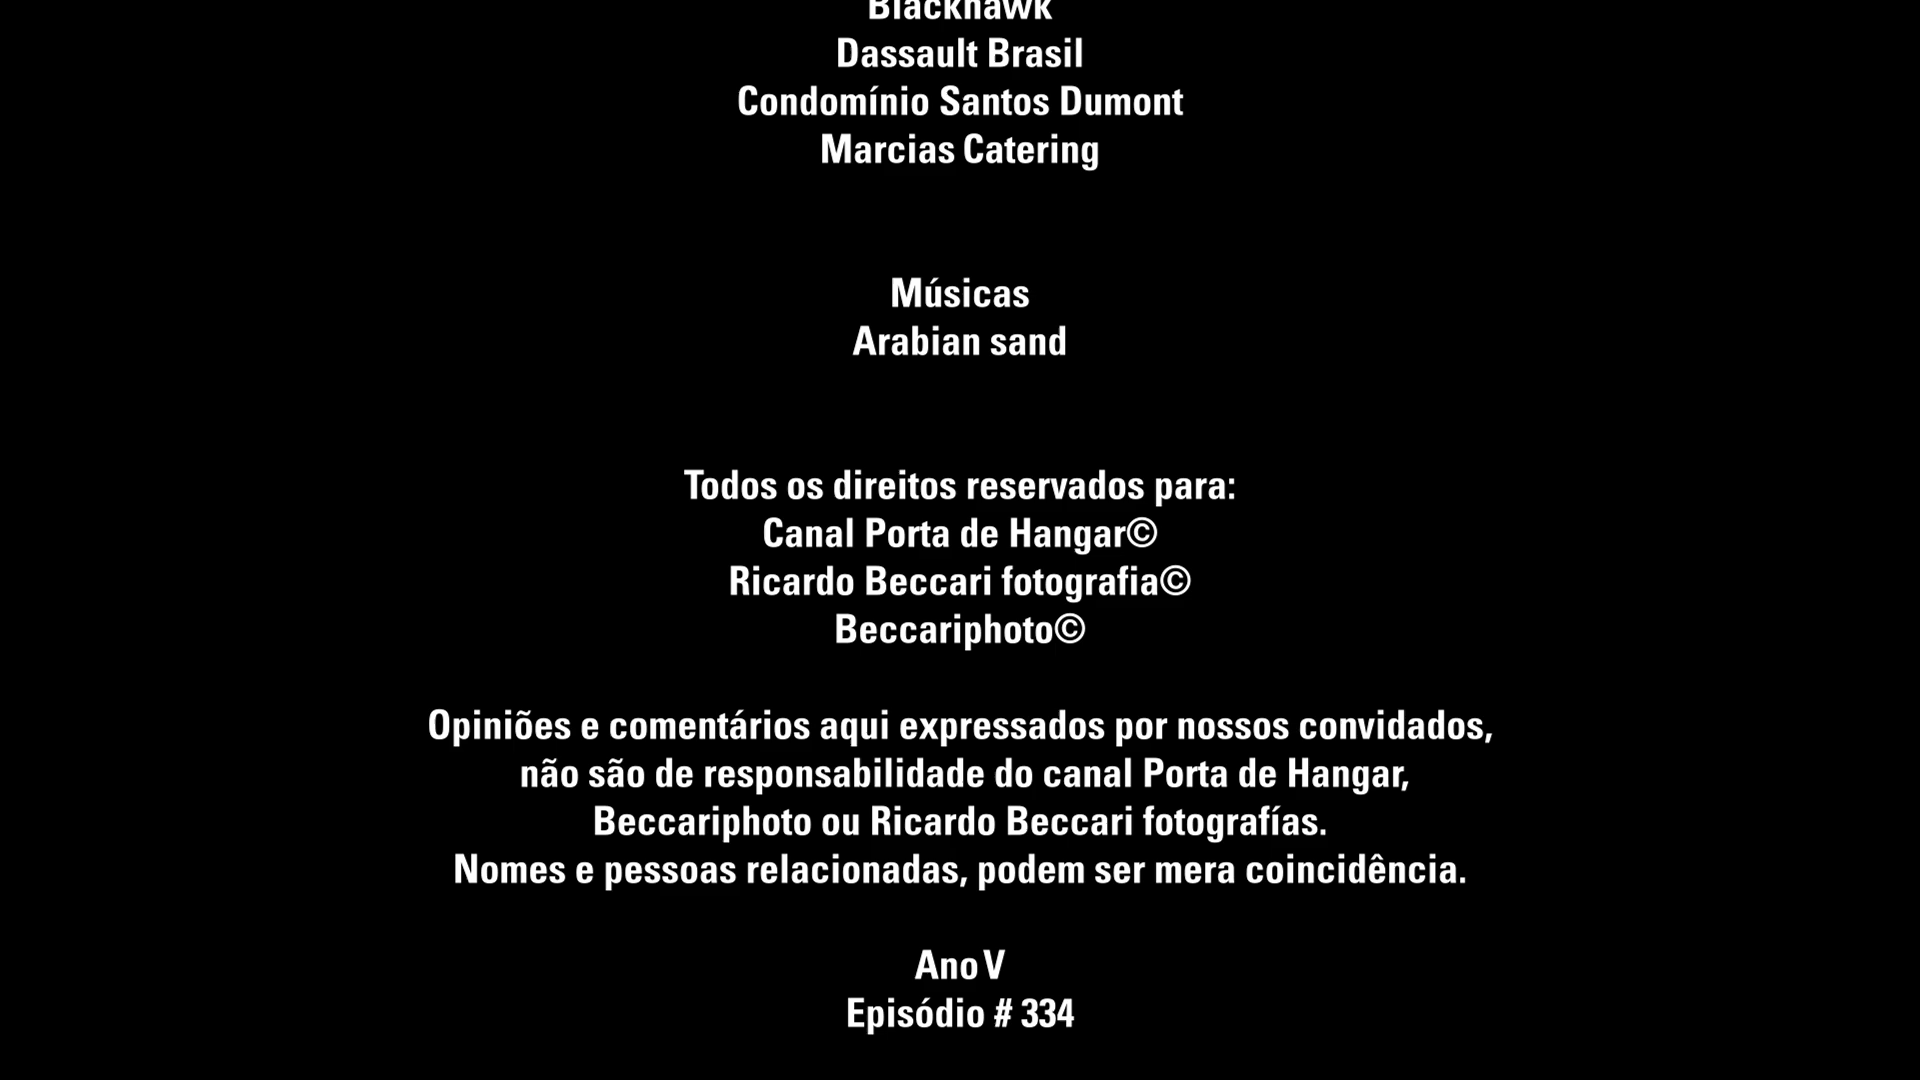 Blackhawk
Dassault Brasil
Condomínio Santos Dumont
Marcias Catering
Músicas
Arabian sand
Todos os direitos reservados para:
Canal Porta de Hangar©
Ricardo Beccari fotografia©
Beccariphoto©
Opiniões e comentários aqui expressados por nossos convidados,
não são de responsabilidade do canal Porta de Hangar,
Beccariphoto ou Ricardo Beccari fotografías.
Nomes e pessoas relacionadas, podem ser mera coincidência.
Ano V
Episódio # 334